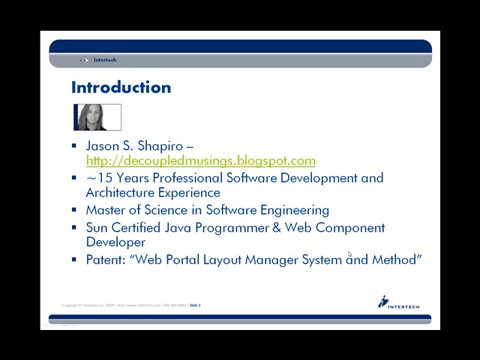 Intertech
Introduction
Jason S. Shapiro –
http://decoupledmusings.blogspot.com
~15 Years Professional Software Development and
Architecture Experience
Master of Science in Software Engineering
Sun Certified Java Programmer & Web Component
Developer
Patent: “Web Portal Layout Manager System and Method”
INTERTECH